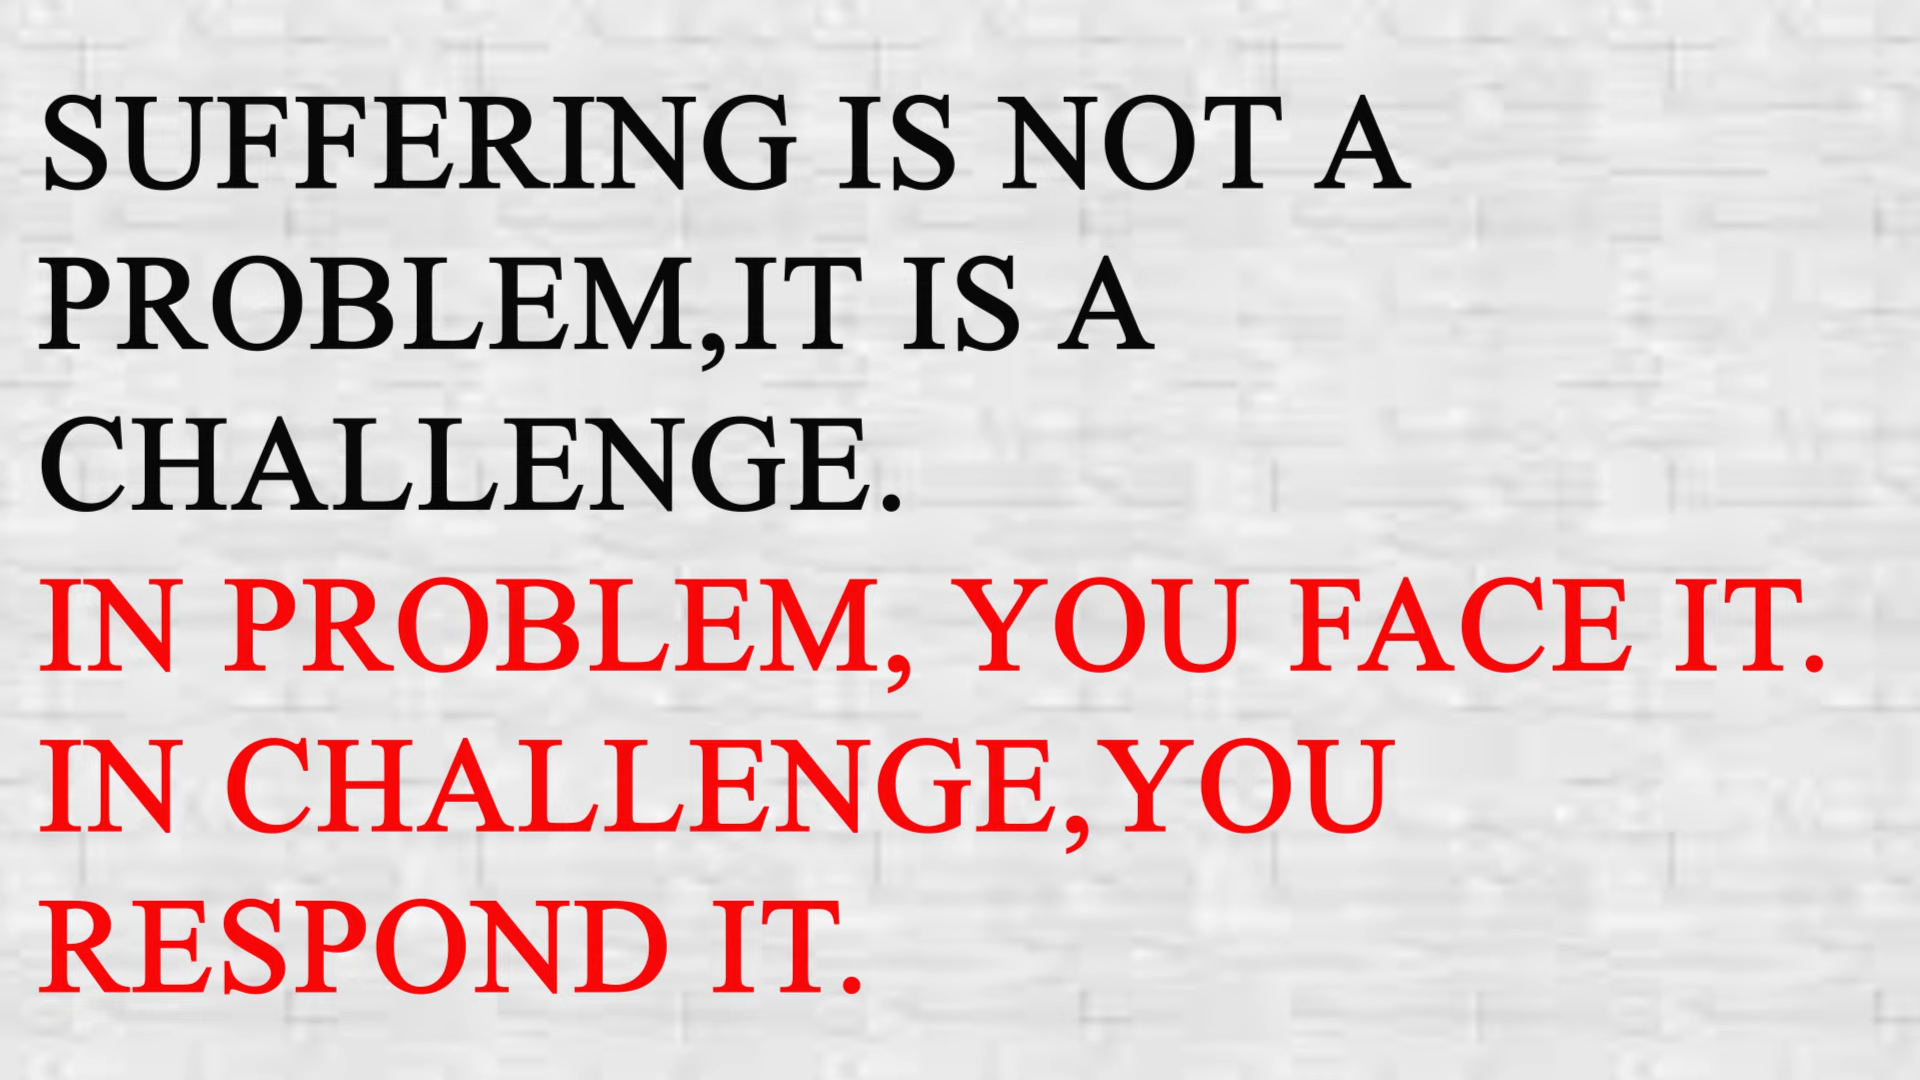 SUFFERING IS NOT A
PROBLEM,IT IS A
CHALLENGE.
IN PROBLEM, YOU FACE IT.
IN CHALLENGE,YOU
RESPOND IT.